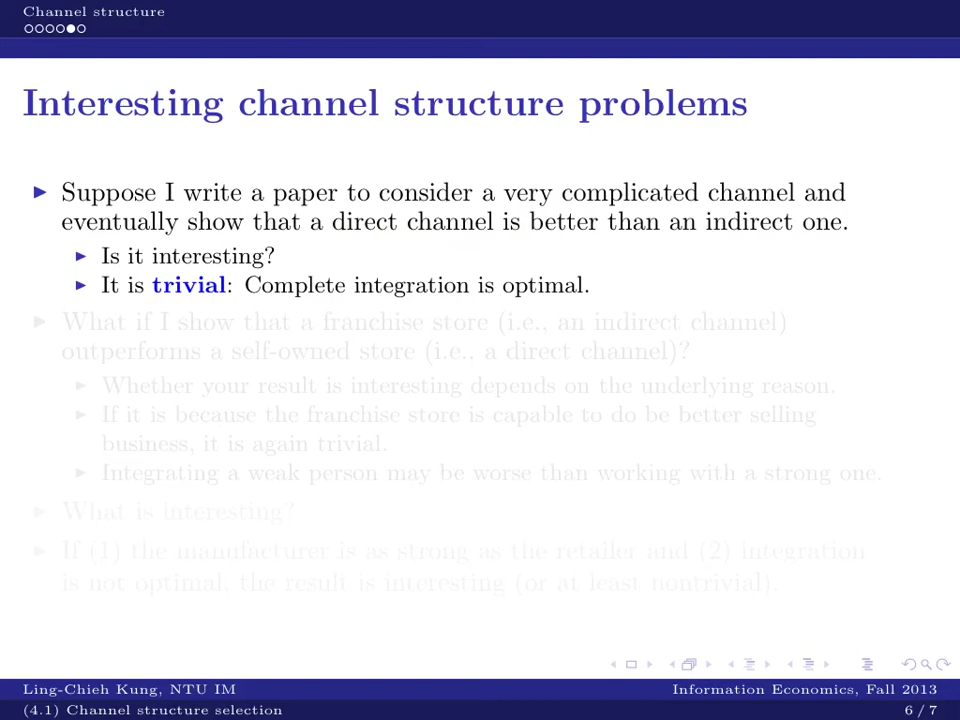 Channel structure
Interesting channel structure problems
Suppose I write a paper to consider a very complicated channel and
eventually show that a direct channel is better than an indirect one.
Is it interesting?
It is trivial: Complete integration is optimal.
What if I show that a franchise store (i.e., an indirect channel)
outperforms a self-owned store (i.e.. a direct channel)?
Whether your result is interesting depends on the underlying reason.
If it is because the franchise store is capable to do be better selling
business, it is again trivial.
Integrating a weak person may be worse than working with a strong one.
What is interesting?
If (1) the manufacturer is as strong as the retailer and (2) integration
is not optimal, the result is interesting (or at least nontrivial).
Ling-Chieh Kung, NTU IM
Information Economics, Fall 2013
(4.1) Channel structure selection
6 / 7